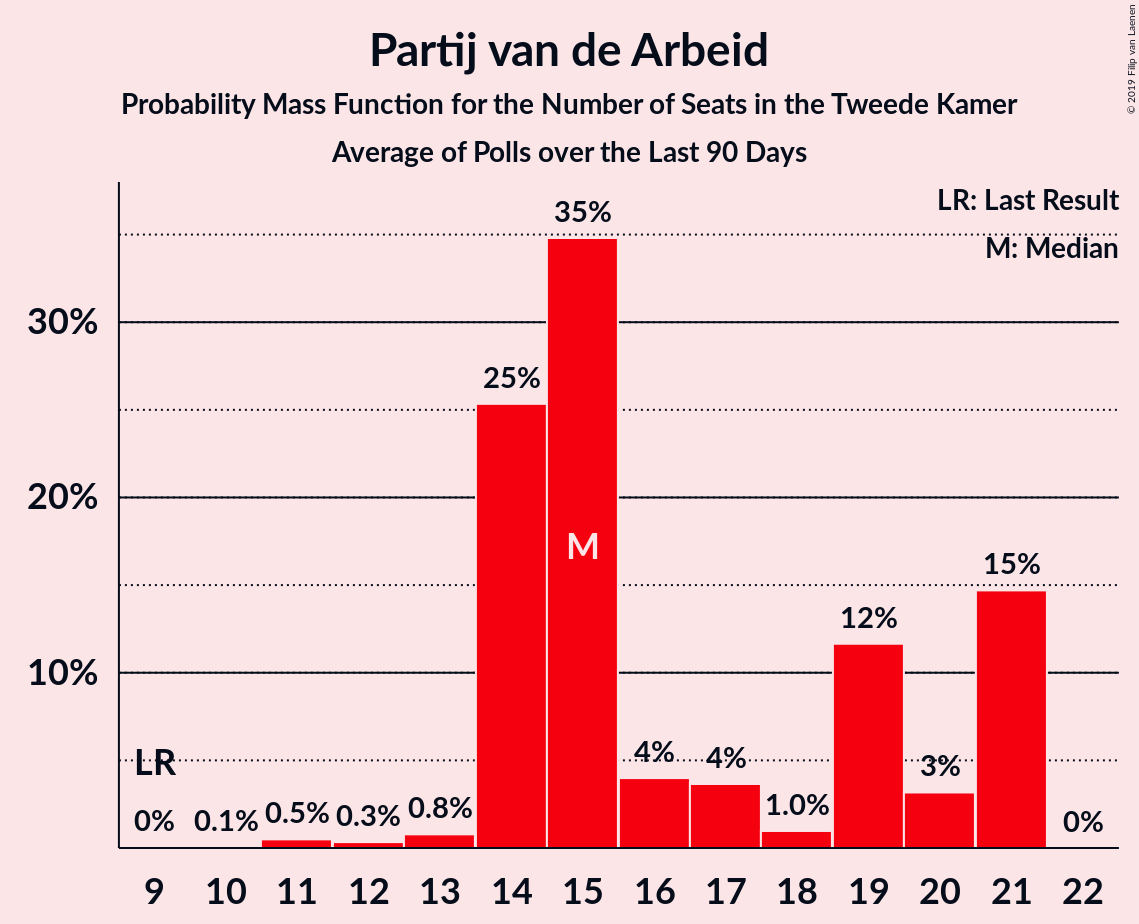 Partij van de Arbeid
Probability Mass Function for the Number of Seats in the Tweede Kamer
Average of Polls over the Last 90 Days
© 2019 Filip van Laenen
LR: Last Result
M: Median
35%
30%
25%
20%
M
15%
12%
10%
LR
4%
4%
3%
0%
0.1%
0.5%
0.3%
0.8%
1.0%
0%
9 10 11 12 13 14 15 16 17 18 19 20 21 22